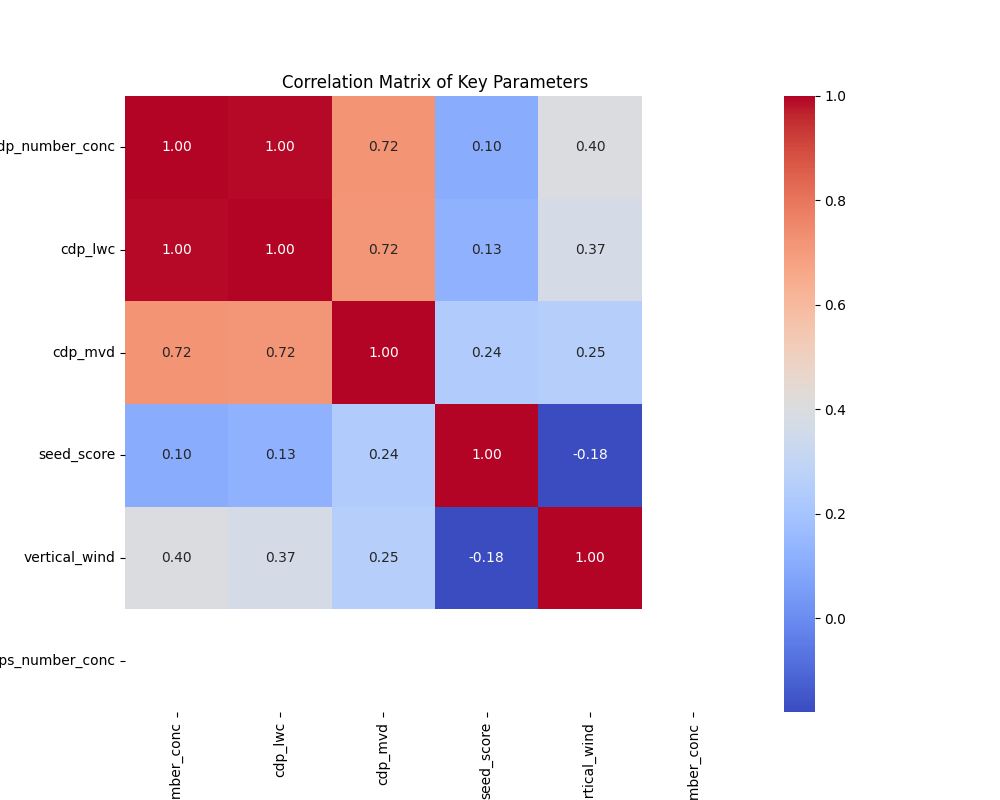 Correlation Matrix of Key Parameters
dp_number_conc
1.00 1.00 0.72 0.10 0.40
cdp_lwc
1.00 1.00 0.72 0.13 0.37
cdp_mvd
0.72 0.72 1.00 0.24 0.25
seed_score
0.10 0.13 0.24 1.00 -0.18
vertical_wind
0.40 0.37 0.25 -0.18 1.00
ps_number_conc
mber_conc
cdp_lwc
cdp_mvd
seed_score
rtical_wind
mber_conc
1.0
0.8
0.6
0.4
0.2
0.0